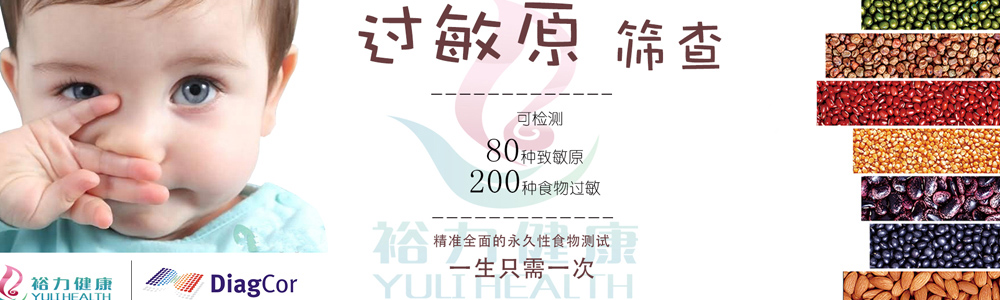 过敏原 筛查
可检测
80种致敏原
200种食物过敏
精准全面的永久性食物测试
一生只需一次
裕力健康
YULI HEALTH
裕力健康
YULI HEALTH
DiagCor